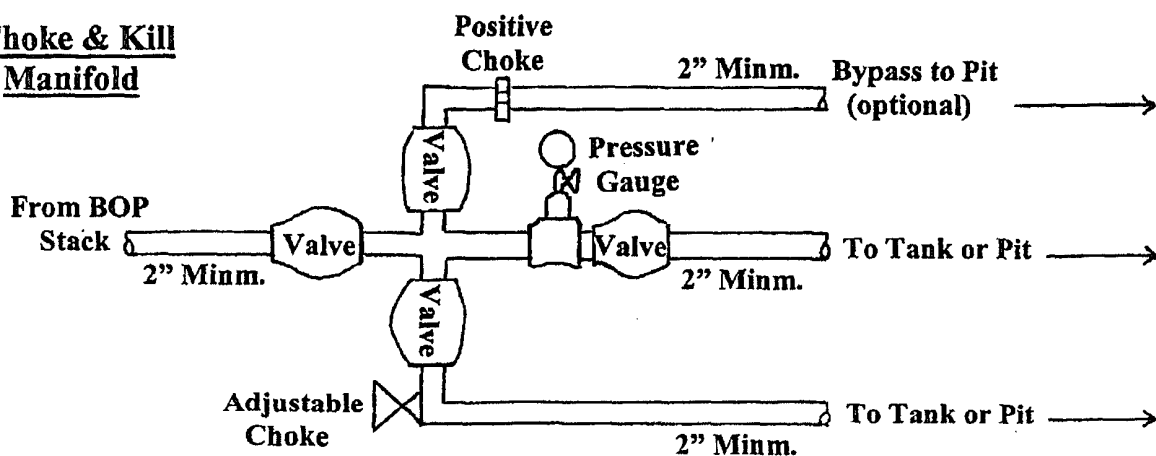 hoke & Kill
Manifold
Positive
Choke
2” Minm.
Bypass to Pit
(optional)
Valve
Pressure
Gauge
From BOP
Stack
Valve
Valve
To Tank or Pit
2” Minm.
2” Minm.
Valve
Adjustable
Choke
To Tank or Pit
2” Minm.